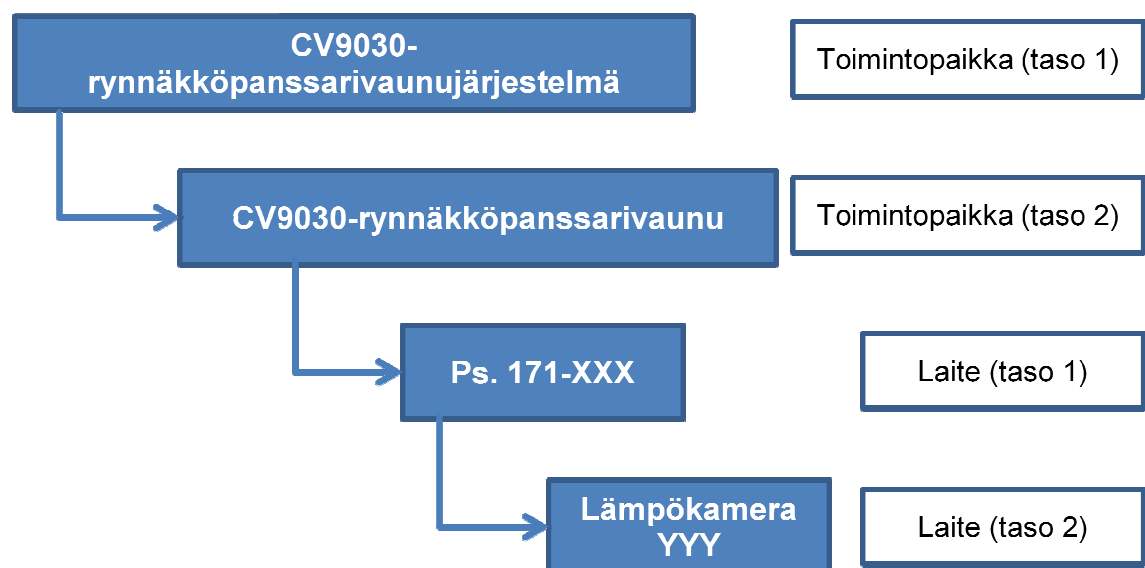 CV9030-
rynnäkköpanssarivaunujärjestelmä
Toimintopaikka (taso 1)
CV9030-rynnäkköpanssarivaunu
Toimintopaikka (taso 2)
Ps. 171-XXX
Laite (taso 1)
Lämpökamera
YYY
Laite (taso 2)